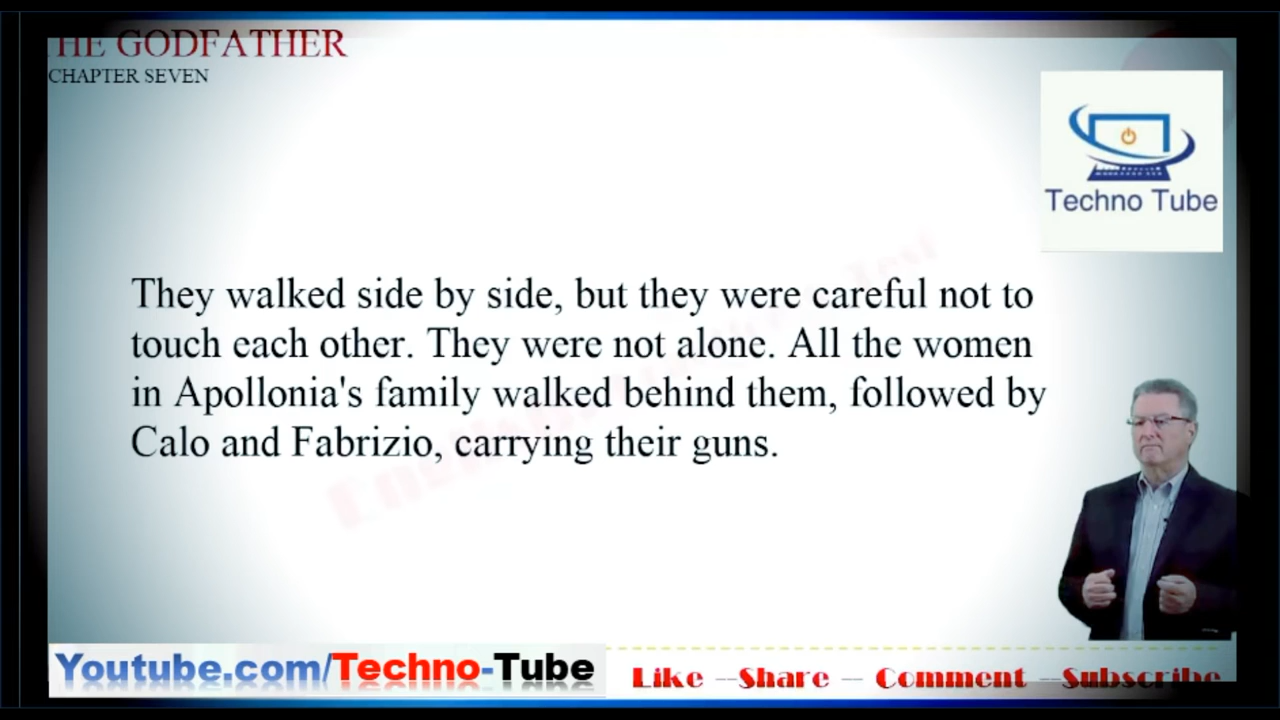 THE GODFATHER
CHAPTER SEVEN
Techno Tube
They walked side by side, but they were careful not to
touch each other. They were not alone. All the women
in Apollonia's family walked behind them, followed by
Calo and Fabrizio, carrying their guns.
Youtube.com/Techno-Tube
Like --Share -- Comment --Subscribe